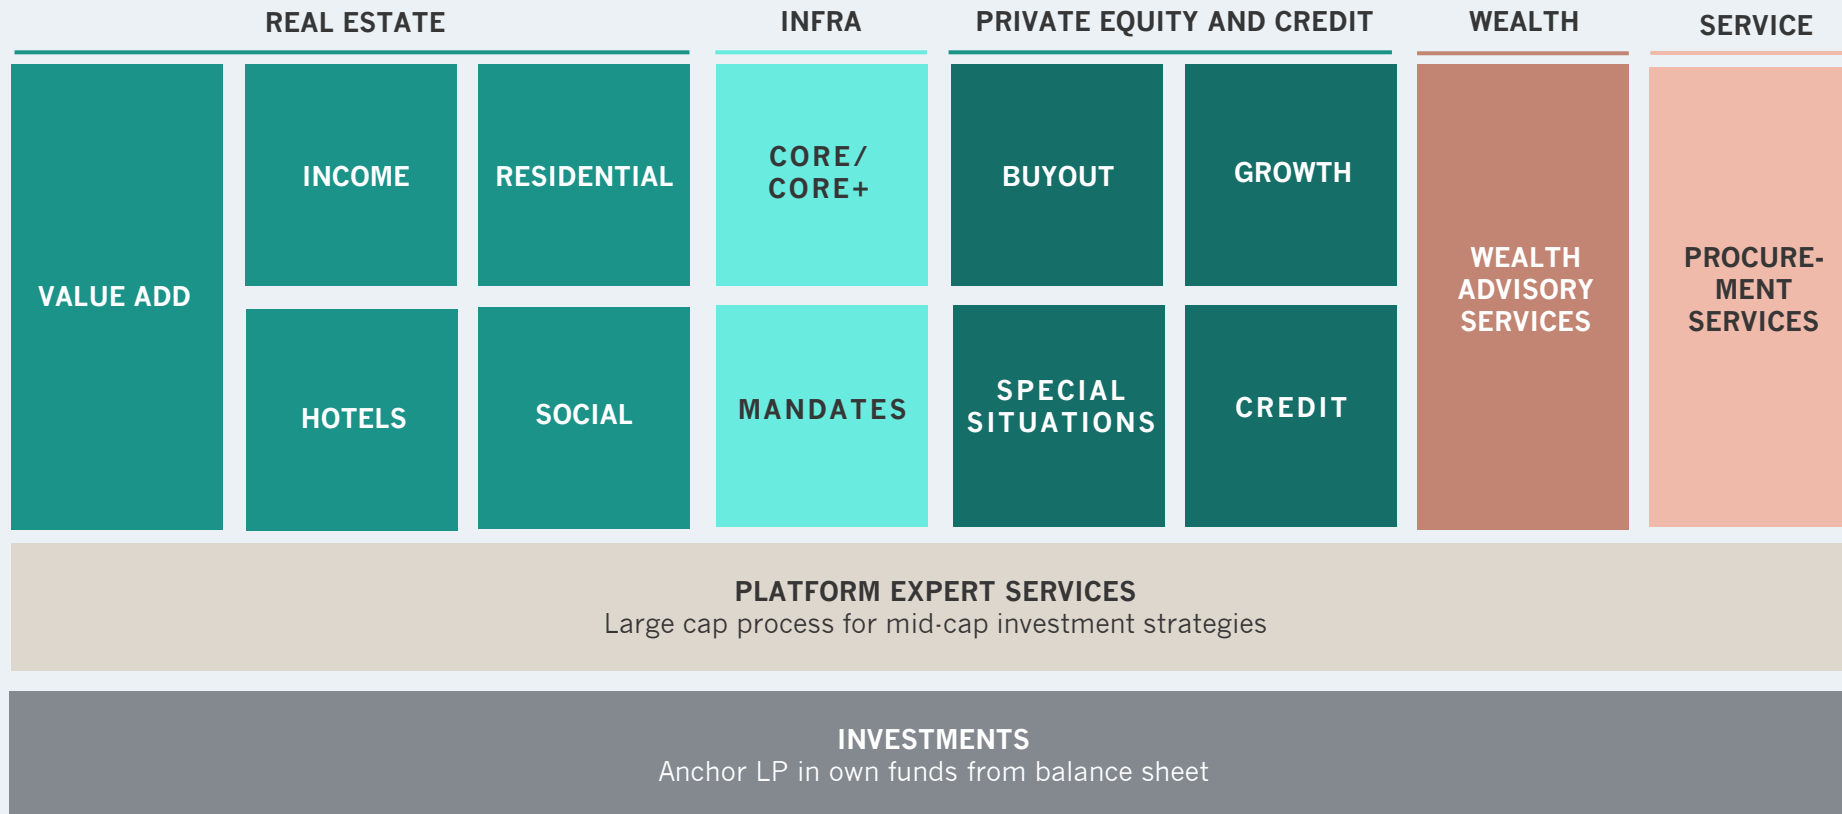 REAL ESTATE
INFRA
PRIVATE EQUITY AND CREDIT
WEALTH
SERVICE
VALUE ADD
INCOME
RESIDENTIAL
HOTELS
SOCIAL
CORE/
CORE+
MANDATES
BUYOUT
GROWTH
SPECIAL
SITUATIONS
CREDIT
WEALTH
ADVISORY
SERVICES
PROCURE-
MENT
SERVICES
PLATFORM EXPERT SERVICES
Large cap process for mid-cap investment strategies
INVESTMENTS
Anchor LP in own funds from balance sheet